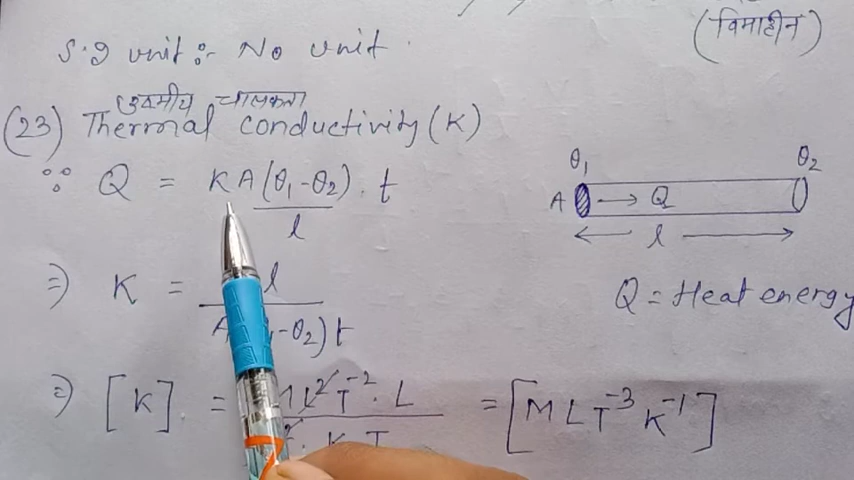 (विमाहीन)
S.I unit :- No unit.
ऊष्मीय चालकता
(23) Thermal conductivity (K)
∵ Q = KA(θ₁-θ₂) . t
l
θ₁ θ₂
A → Q
← l →
⇒ K = l
-θ₂) t
Q = Heat energy
⇒ [K] = ML²T⁻² . L = [MLT⁻³K⁻¹]
. K T